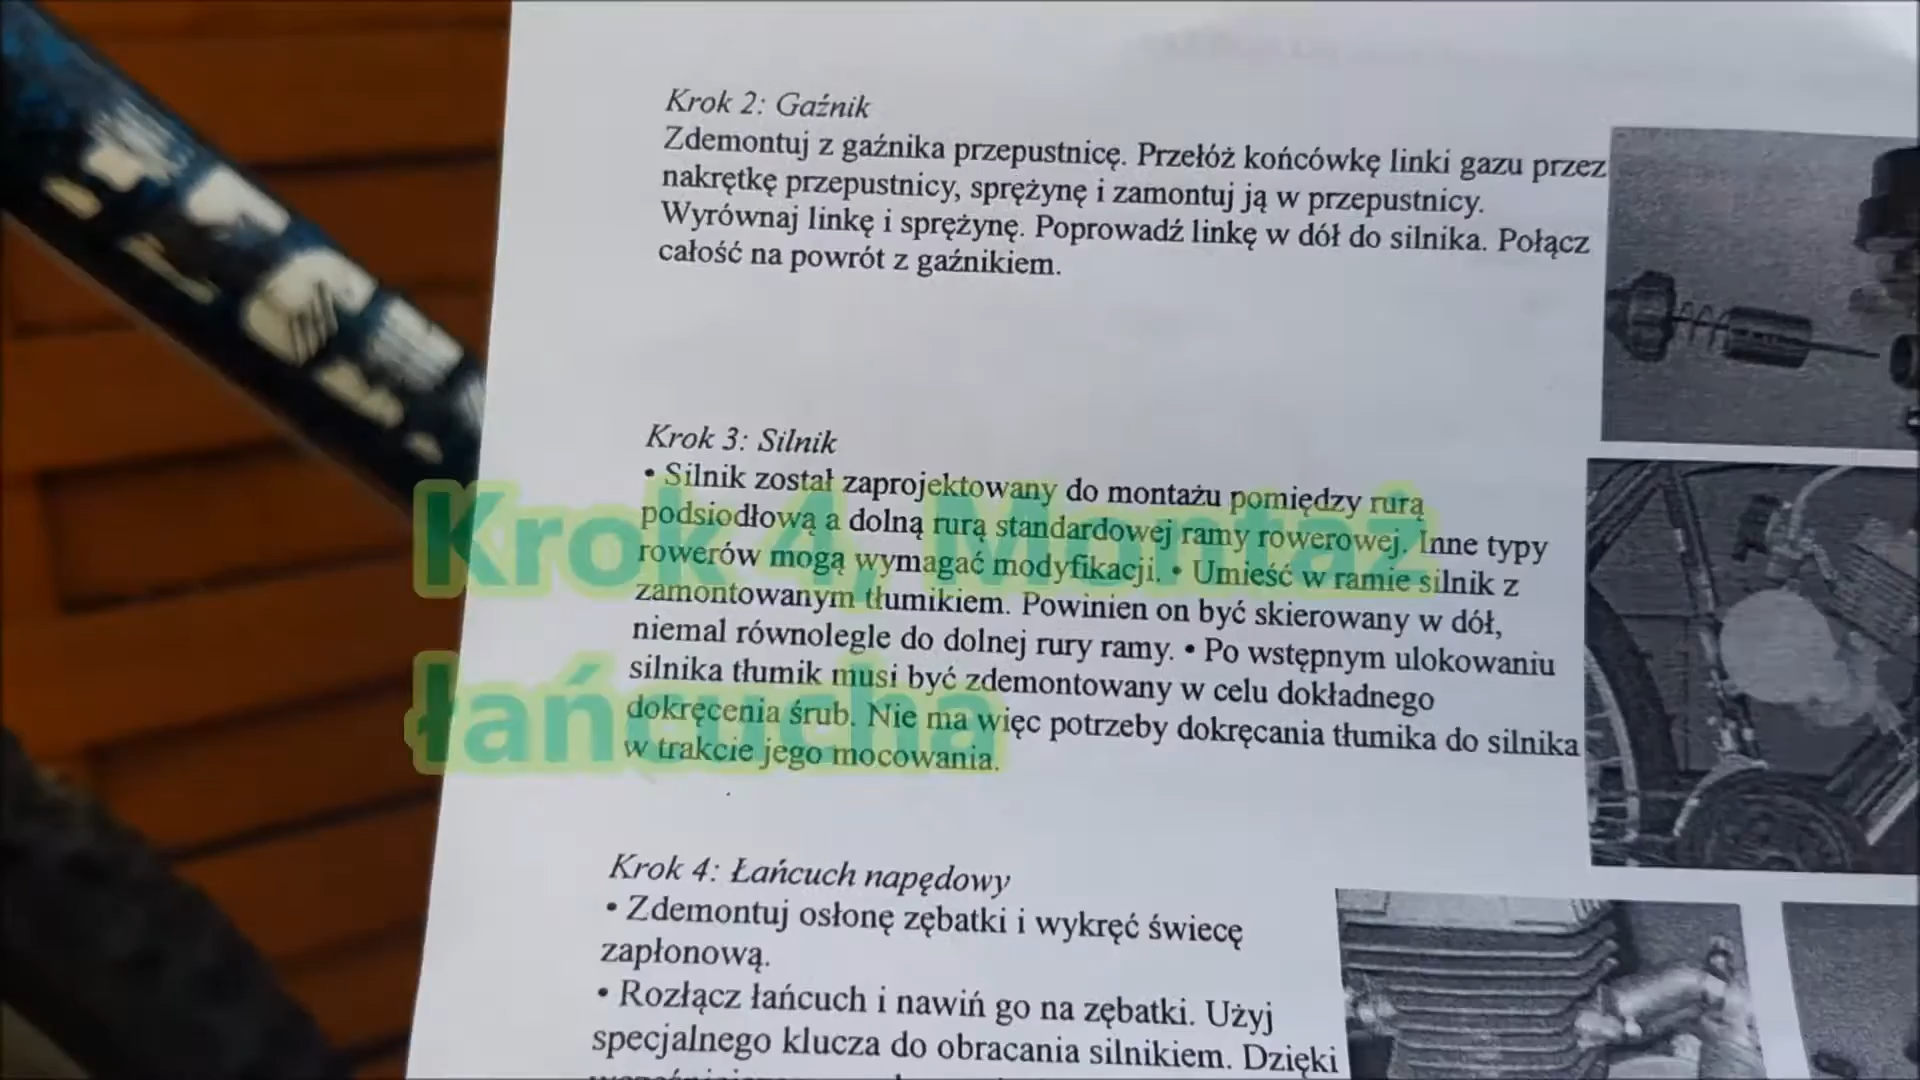 Krok 2: Gaźnik
Zdemontuj z gaźnika przepustnicę. Przełóż końcówkę linki gazu przez
nakrętkę przepustnicy, sprężynę i zamontuj ją w przepustnicy.
Wyrównaj linkę i sprężynę. Poprowadź linkę w dół do silnika. Połącz
całość na powrót z gaźnikiem.
Krok 3: Silnik
• Silnik został zaprojektowany do montażu pomiędzy rurą
podsiodłową a dolną rurą standardowej ramy rowerowej. Inne typy
rowerów mogą wymagać modyfikacji. • Umieść w ramie silnik z
zamontowanym tłumikiem. Powinien on być skierowany w dół,
niemal równolegle do dolnej rury ramy. • Po wstępnym ulokowaniu
silnika tłumik musi być zdemontowany w celu dokładnego
dokręcenia śrub. Nie ma więc potrzeby dokręcania tłumika do silnika
w trakcie jego mocowania.
Krok 4, Montaż
łańcucha
Krok 4: Łańcuch napędowy
• Zdemontuj osłonę zębatki i wykręć świecę
zapłonową.
• Rozłącz łańcuch i nawiń go na zębatki. Użyj
specjalnego klucza do obracania silnikiem. Dzięki